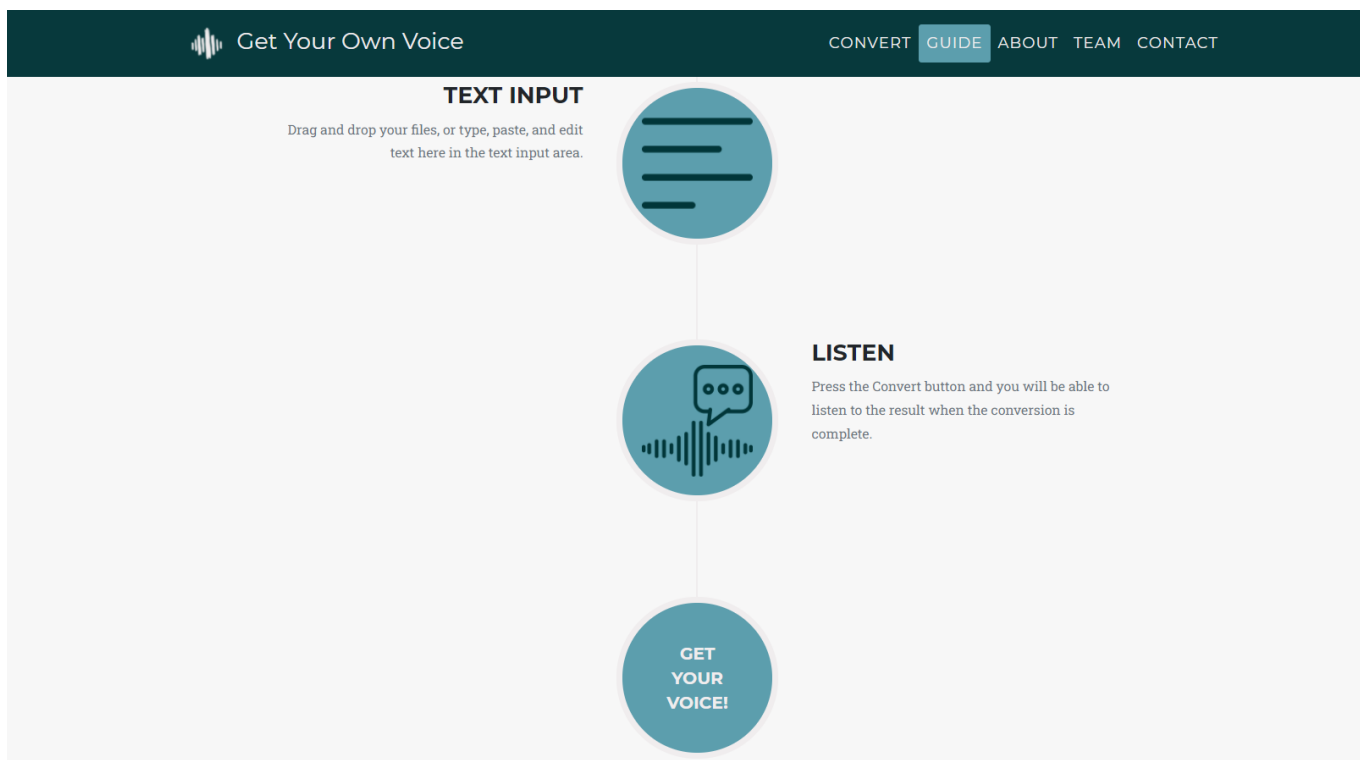 Get Your Own Voice
CONVERT GUIDE ABOUT TEAM CONTACT
TEXT INPUT
Drag and drop your files, or type, paste, and edit
text here in the text input area.
LISTEN
Press the Convert button and you will be able to
listen to the result when the conversion is
complete.
GET
YOUR
VOICE!